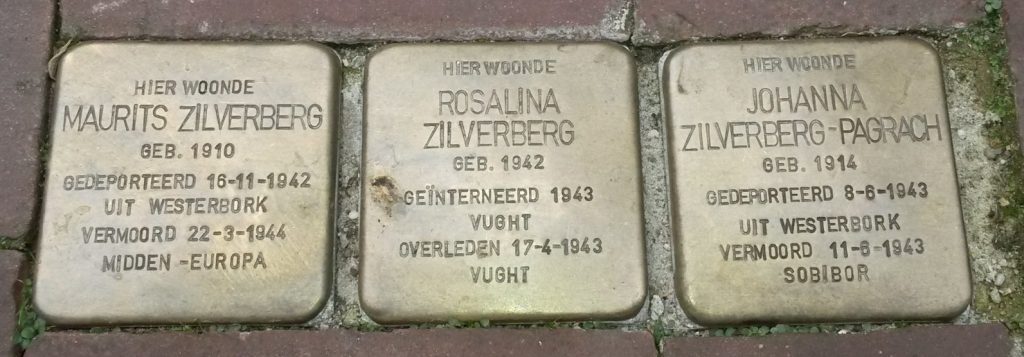 HIER WOONDE
MAURITS ZILVERBERG
GEB. 1910
GEDEPORTEERD 16-11-1942
UIT WESTERBORK
VERMOORD 22-3-1944
MIDDEN-EUROPA
HIER WOONDE
ROSALINA
ZILVERBERG
GEB. 1942
GEÏNTERNEERD 1943
VUGHT
OVERLEDEN 17-4-1943
VUGHT
HIER WOONDE
JOHANNA
ZILVERBERG-PAGRACH
GEB. 1914
GEDEPORTEERD 8-6-1943
UIT WESTERBORK
VERMOORD 11-6-1943
SOBIBOR